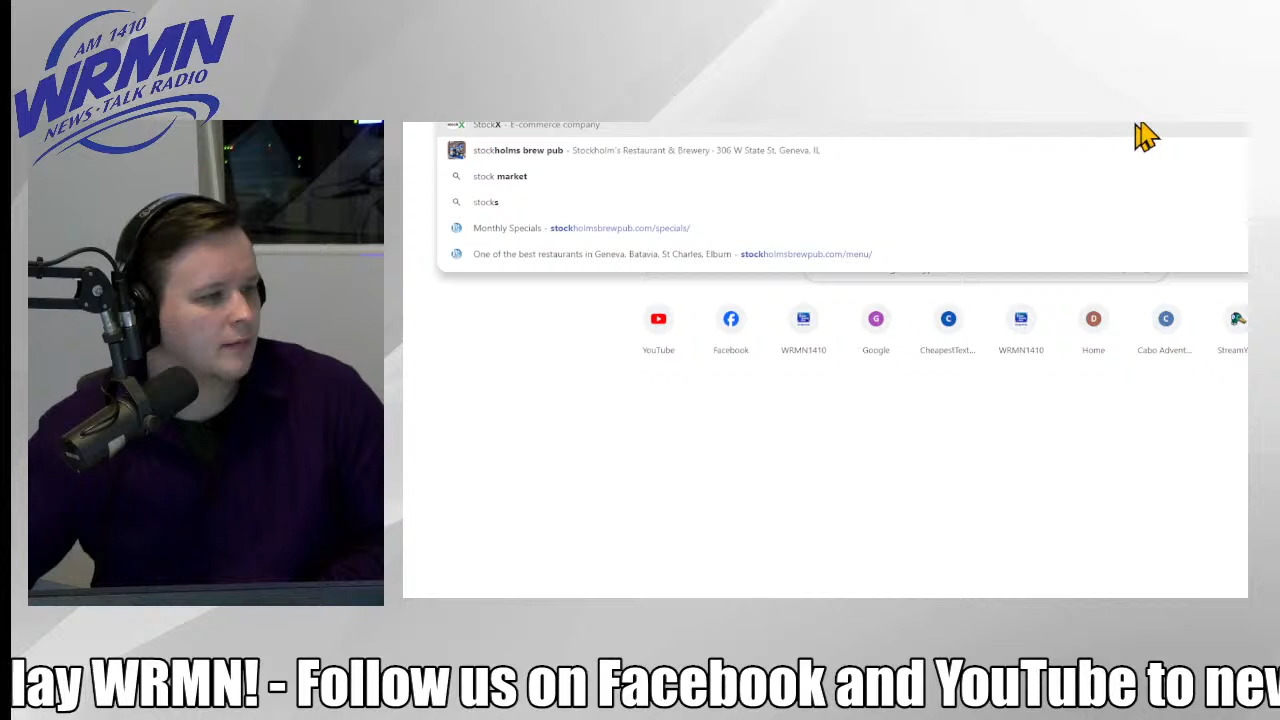 AM 1410
WRMN
NEWS·TALK RADIO
StockX - E-commerce company
stockholms brew pub - Stockholm's Restaurant & Brewery · 306 W State St, Geneva, IL
stock market
stocks
Monthly Specials - stockholmsbrewpub.com/specials/
One of the best restaurants in Geneva, Batavia, St Charles, Elburn - stockholmsbrewpub.com/menu/
YouTube
Facebook
WRMN1410
Google
CheapestText...
WRMN1410
Home
Cabo Advent...
StreamY
lay WRMN! - Follow us on Facebook and YouTube to nev